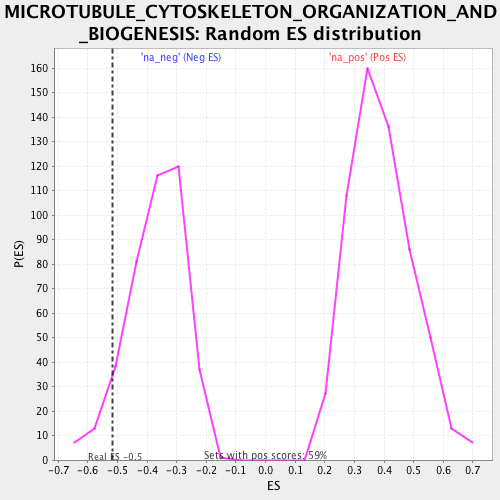 MICROTUBULE_CYTOSKELETON_ORGANIZATION_AND
_BIOGENESIS: Random ES distribution
'na_neg' (Neg ES)
'na_pos' (Pos ES)
160
150
140
130
120
110
100
90
80
70
60
50
40
30
20
10
0
P(ES)
Real ES -0.5
Sets with pos scores: 59%
-0.7 -0.6 -0.5 -0.4 -0.3 -0.2 -0.1 0.0 0.1 0.2 0.3 0.4 0.5 0.6 0.7
ES